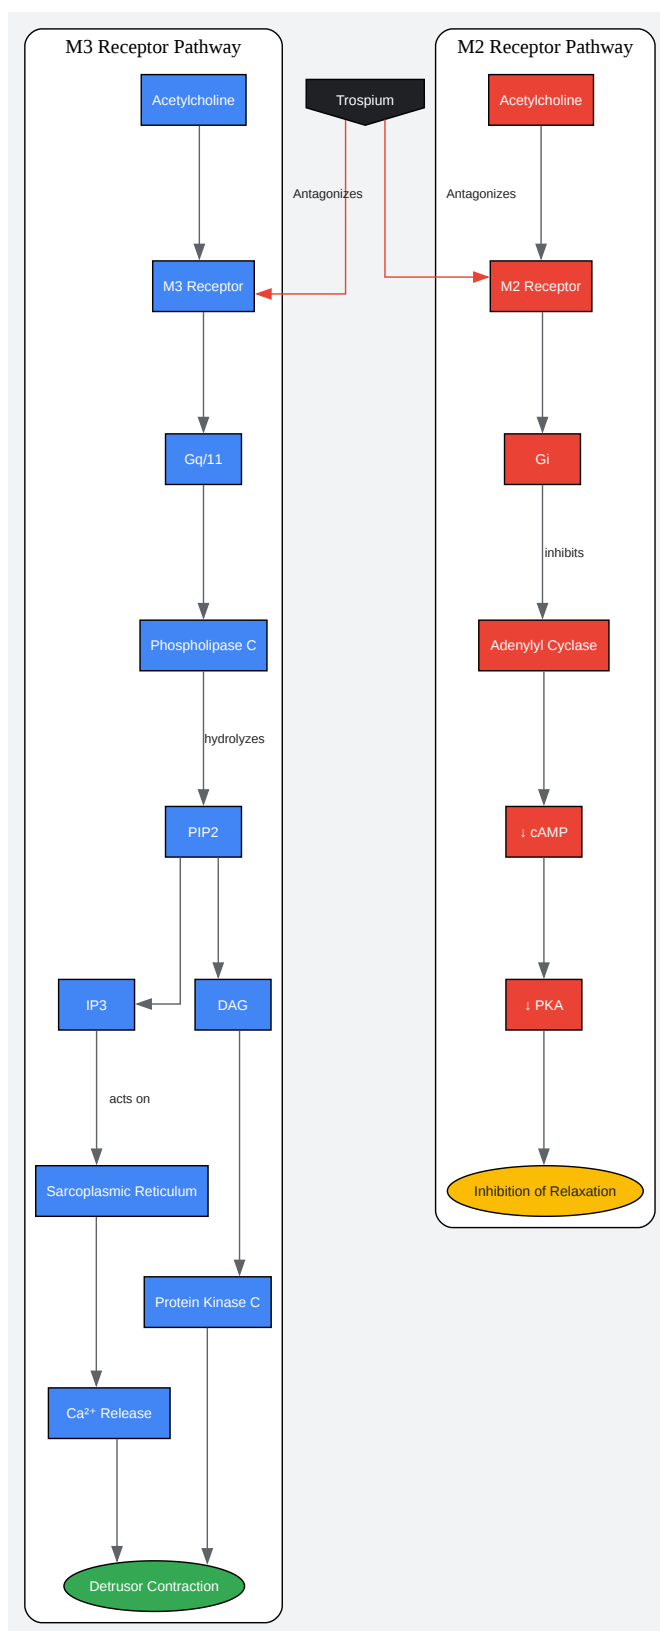 M3 Receptor Pathway
M2 Receptor Pathway
Acetylcholine
Trospium
Acetylcholine
Antagonizes
Antagonizes
M3 Receptor
M2 Receptor
Gq/11
Gi
inhibits
Phospholipase C
Adenylyl Cyclase
hydrolyzes
PIP2
↓ cAMP
IP3
DAG
↓ PKA
acts on
Sarcoplasmic Reticulum
Inhibition of Relaxation
Protein Kinase C
Ca²⁺ Release
Detrusor Contraction